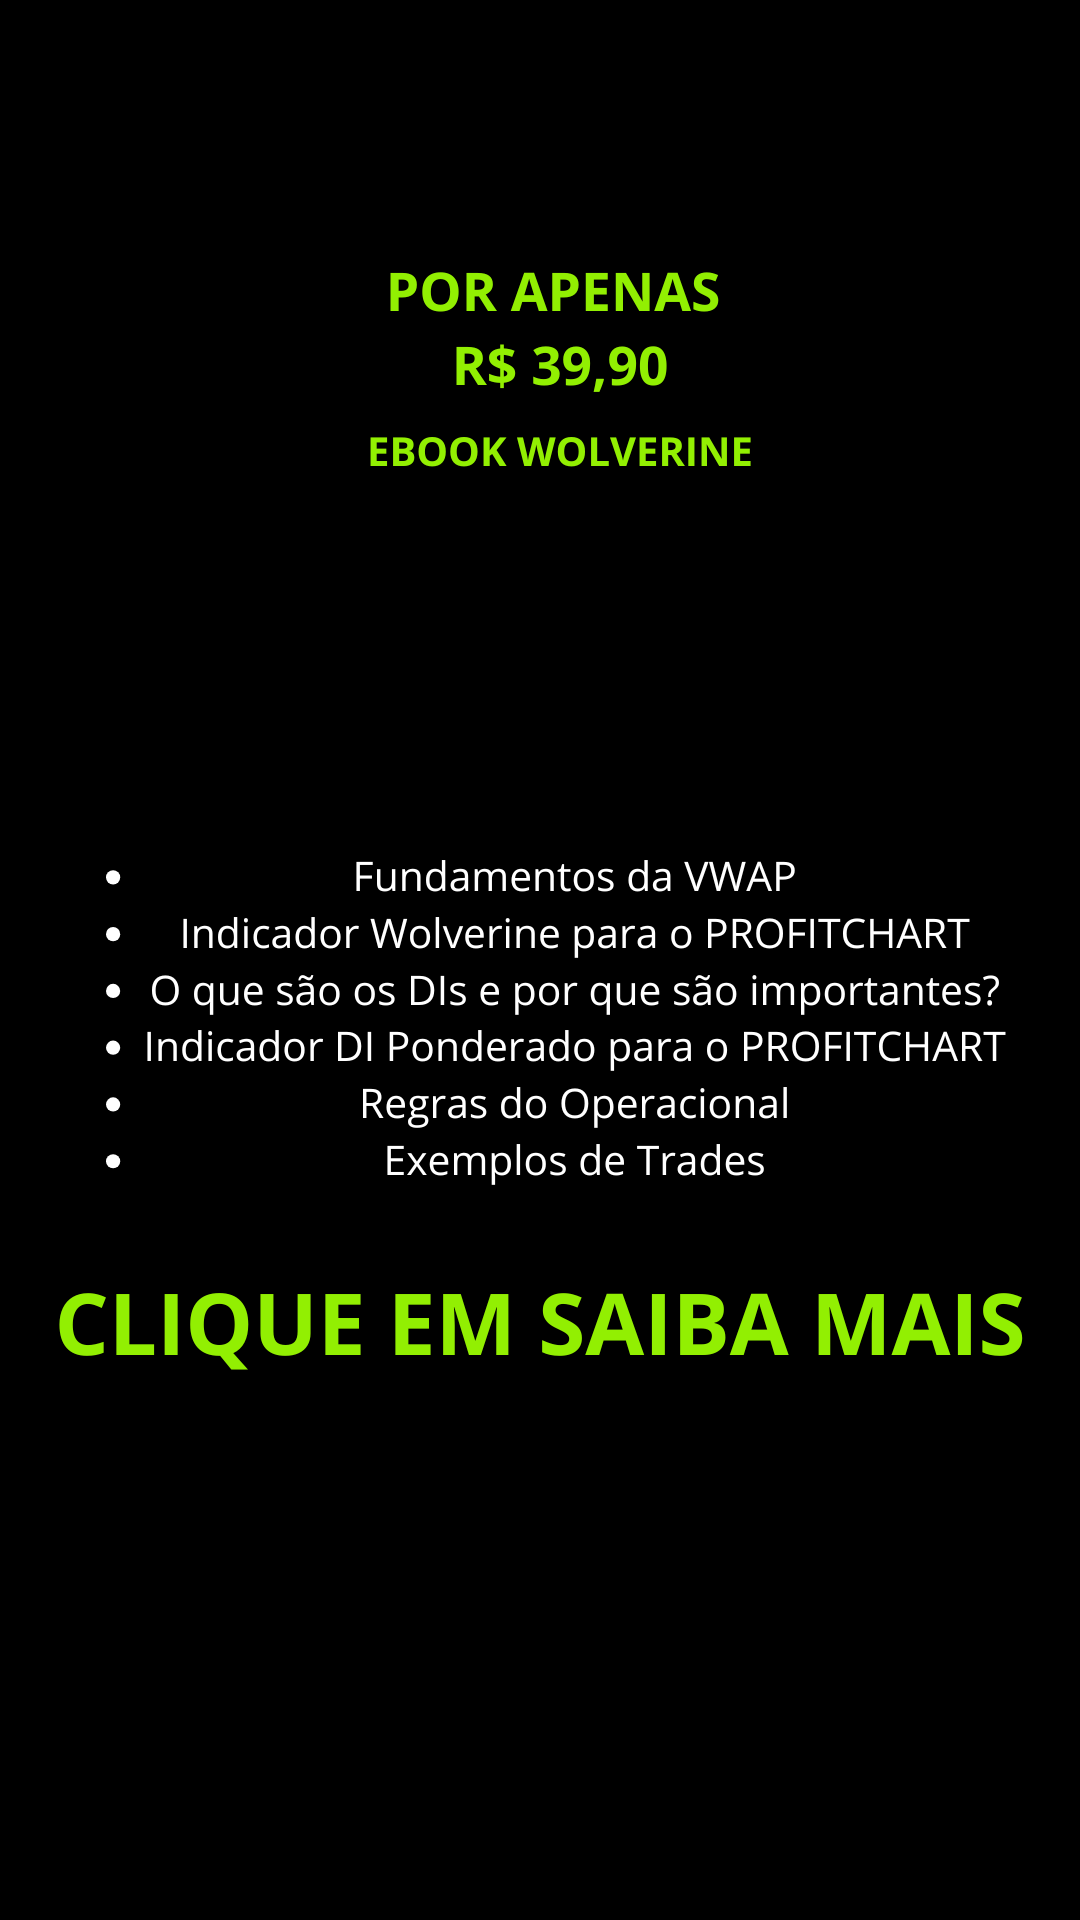 POR APENAS
R$ 39,90
EBOOK WOLVERINE
• Fundamentos da VWAP
• Indicador Wolverine para o PROFITCHART
• O que são os DIs e por que são importantes?
• Indicador DI Ponderado para o PROFITCHART
• Regras do Operacional
• Exemplos de Trades
CLIQUE EM SAIBA MAIS